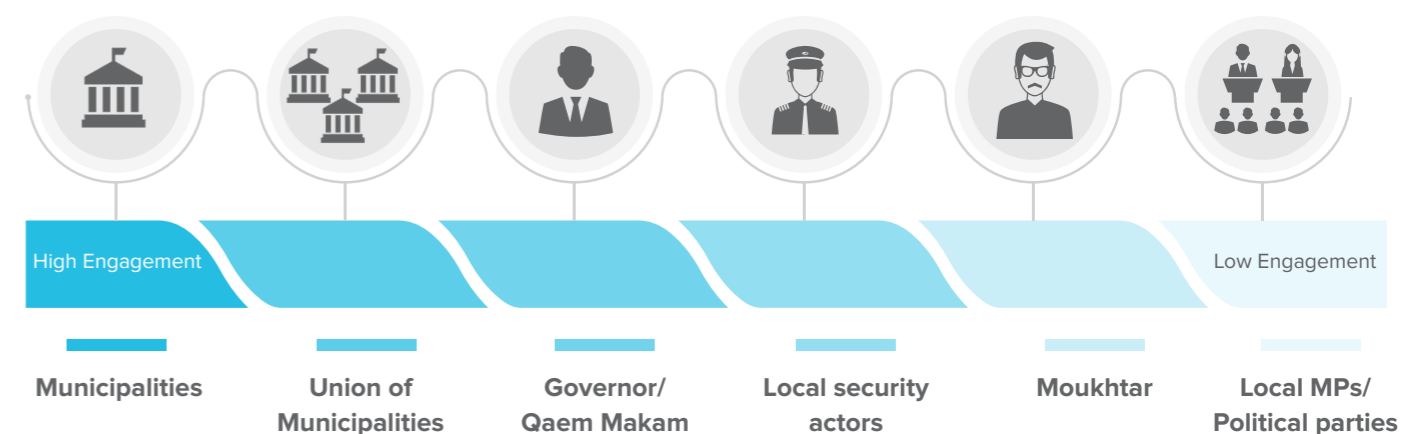 High Engagement
Low Engagement
Municipalities
Union of
Municipalities
Governor/
Qaem Makam
Local security
actors
Moukhtar
Local MPs/
Political parties